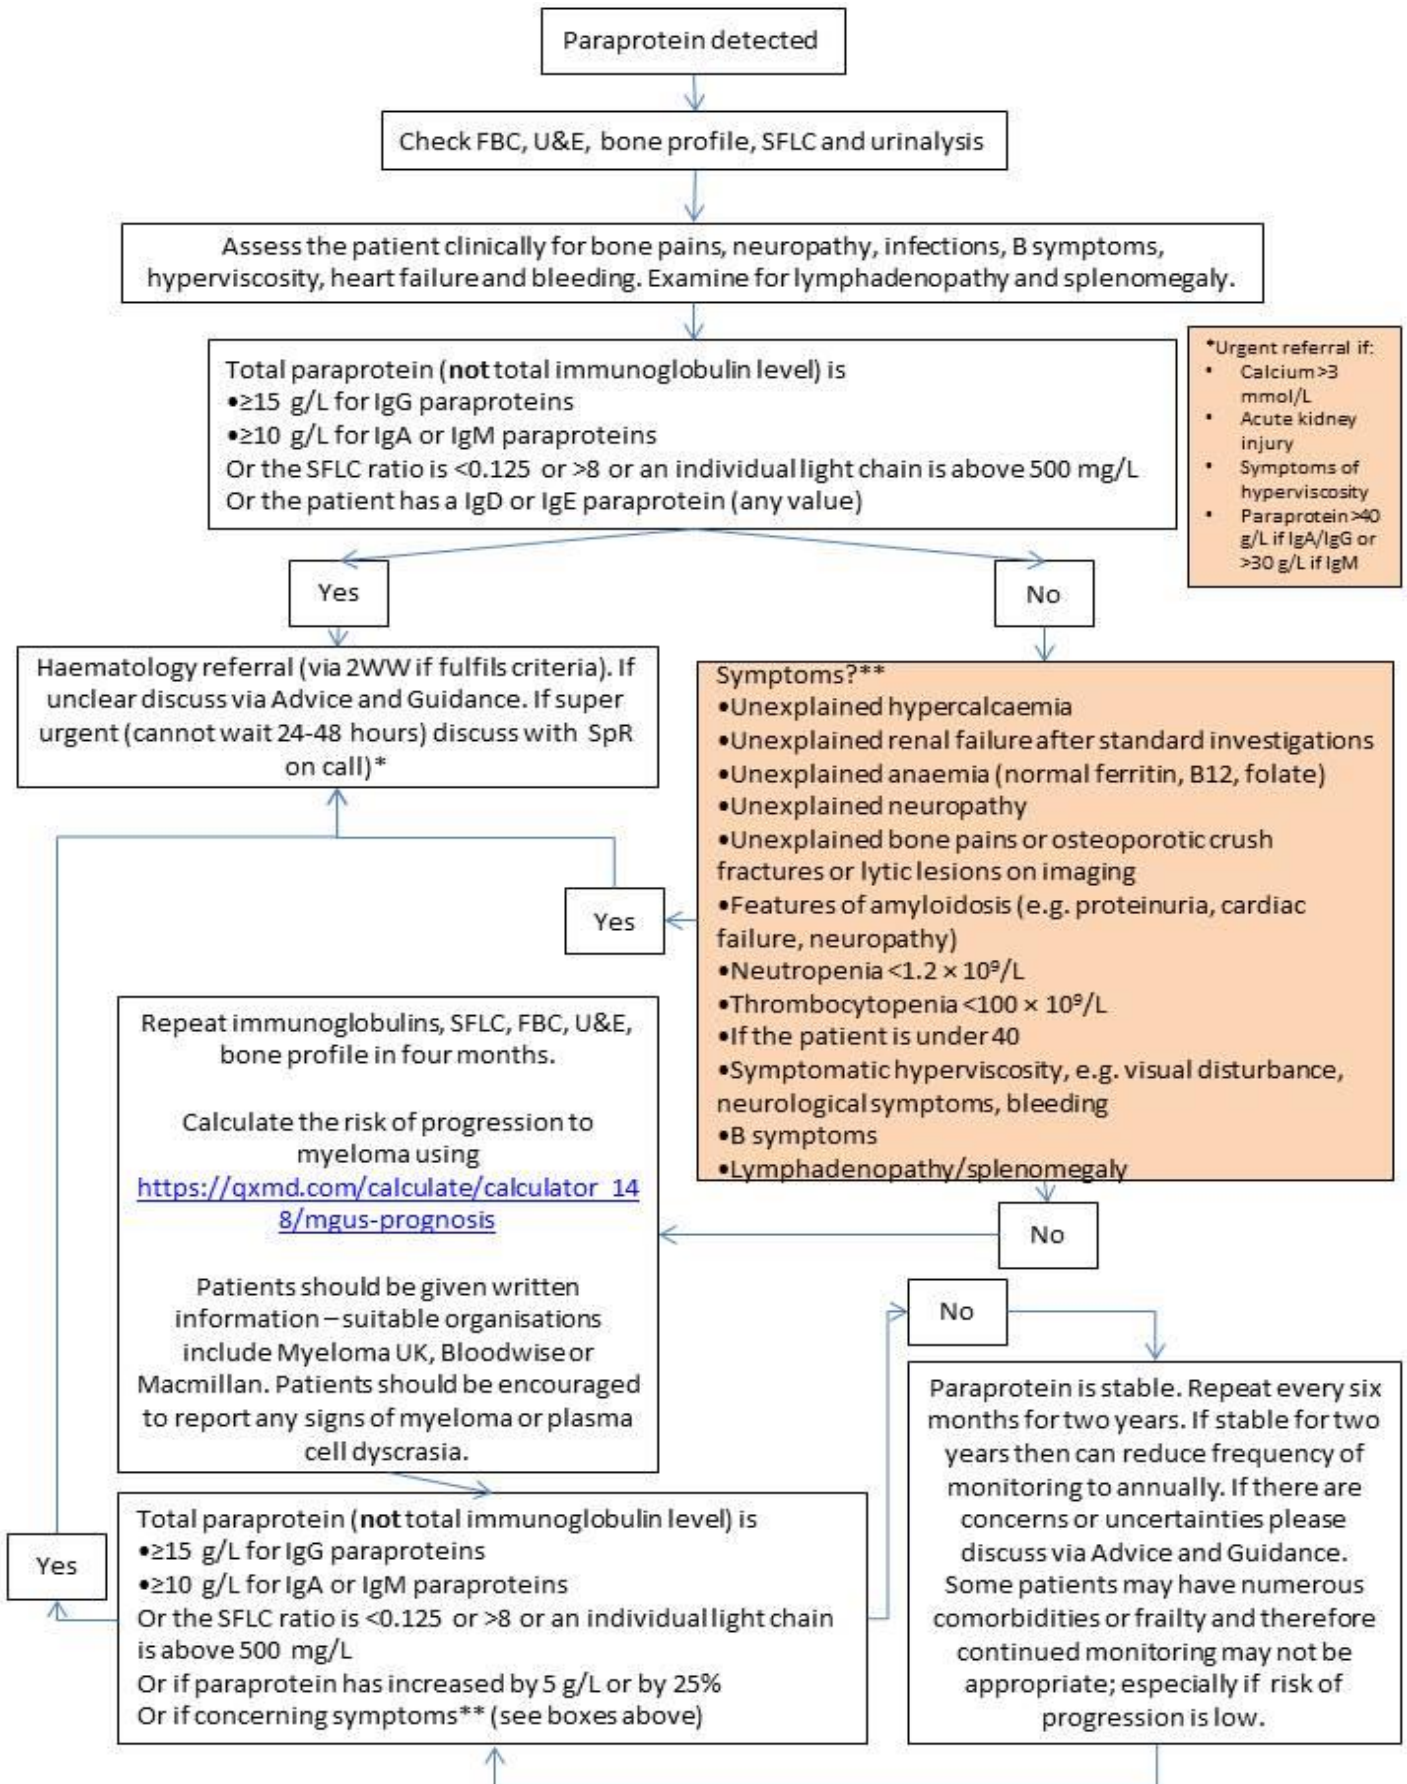 Paraprotein detected
Check FBC, U&E, bone profile, SFLC and urinalysis
Assess the patient clinically for bone pains, neuropathy, infections, B symptoms,
hyperviscosity, heart failure and bleeding. Examine for lymphadenopathy and splenomegaly.
Total paraprotein (not total immunoglobulin level) is
•≥15 g/L for IgG paraproteins
•≥10 g/L for IgA or IgM paraproteins
Or the SFLC ratio is <0.125 or >8 or an individual light chain is above 500 mg/L
Or the patient has a IgD or IgE paraprotein (any value)
*Urgent referral if:
• Calcium >3
mmol/L
• Acute kidney
injury
• Symptoms of
hyperviscosity
• Paraprotein >40
g/L if IgA/IgG or
>30 g/L if IgM
Yes
No
Haematology referral (via 2WW if fulfils criteria). If
unclear discuss via Advice and Guidance. If super
urgent (cannot wait 24-48 hours) discuss with SpR
on call)*
Symptoms?**
•Unexplained hypercalcaemia
•Unexplained renal failure after standard investigations
•Unexplained anaemia (normal ferritin, B12, folate)
•Unexplained neuropathy
•Unexplained bone pains or osteoporotic crush
fractures or lytic lesions on imaging
•Features of amyloidosis (e.g. proteinuria, cardiac
failure, neuropathy)
•Neutropenia <1.2 × 10⁹/L
•Thrombocytopenia <100 × 10⁹/L
•If the patient is under 40
•Symptomatic hyperviscosity, e.g. visual disturbance,
neurological symptoms, bleeding
•B symptoms
•Lymphadenopathy/splenomegaly
Yes
No
Repeat immunoglobulins, SFLC, FBC, U&E,
bone profile in four months.
Calculate the risk of progression to
myeloma using
https://qxmd.com/calculate/calculator_14
8/mgus-prognosis
Patients should be given written
information – suitable organisations
include Myeloma UK, Bloodwise or
Macmillan. Patients should be encouraged
to report any signs of myeloma or plasma
cell dyscrasia.
Total paraprotein (not total immunoglobulin level) is
•≥15 g/L for IgG paraproteins
•≥10 g/L for IgA or IgM paraproteins
Or the SFLC ratio is <0.125 or >8 or an individual light chain
is above 500 mg/L
Or if paraprotein has increased by 5 g/L or by 25%
Or if concerning symptoms** (see boxes above)
Yes
No
Paraprotein is stable. Repeat every six
months for two years. If stable for two
years then can reduce frequency of
monitoring to annually. If there are
concerns or uncertainties please
discuss via Advice and Guidance.
Some patients may have numerous
comorbidities or frailty and therefore
continued monitoring may not be
appropriate; especially if risk of
progression is low.